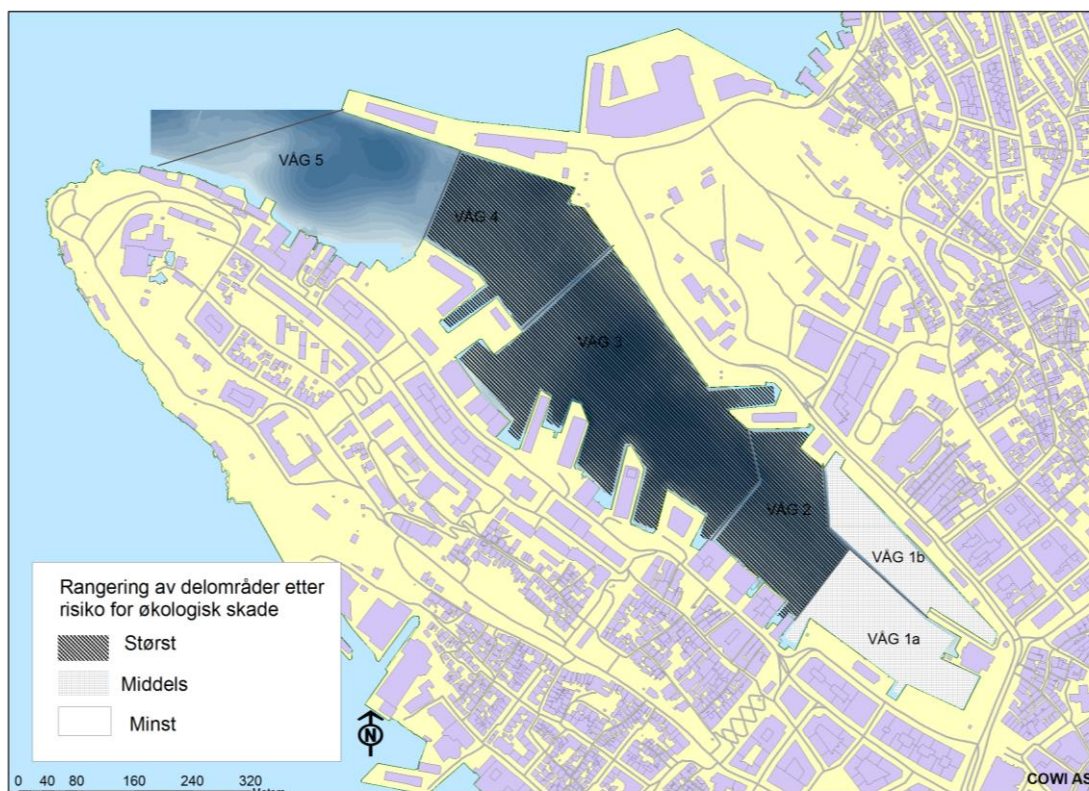 VÅG 5
VÅG 4
VÅG 3
VÅG 2
VÅG 1b
VÅG 1a
Rangering av delområder etter
risiko for økologisk skade
Størst
Middels
Minst
N
0 40 80 160 240 320
COWI AS